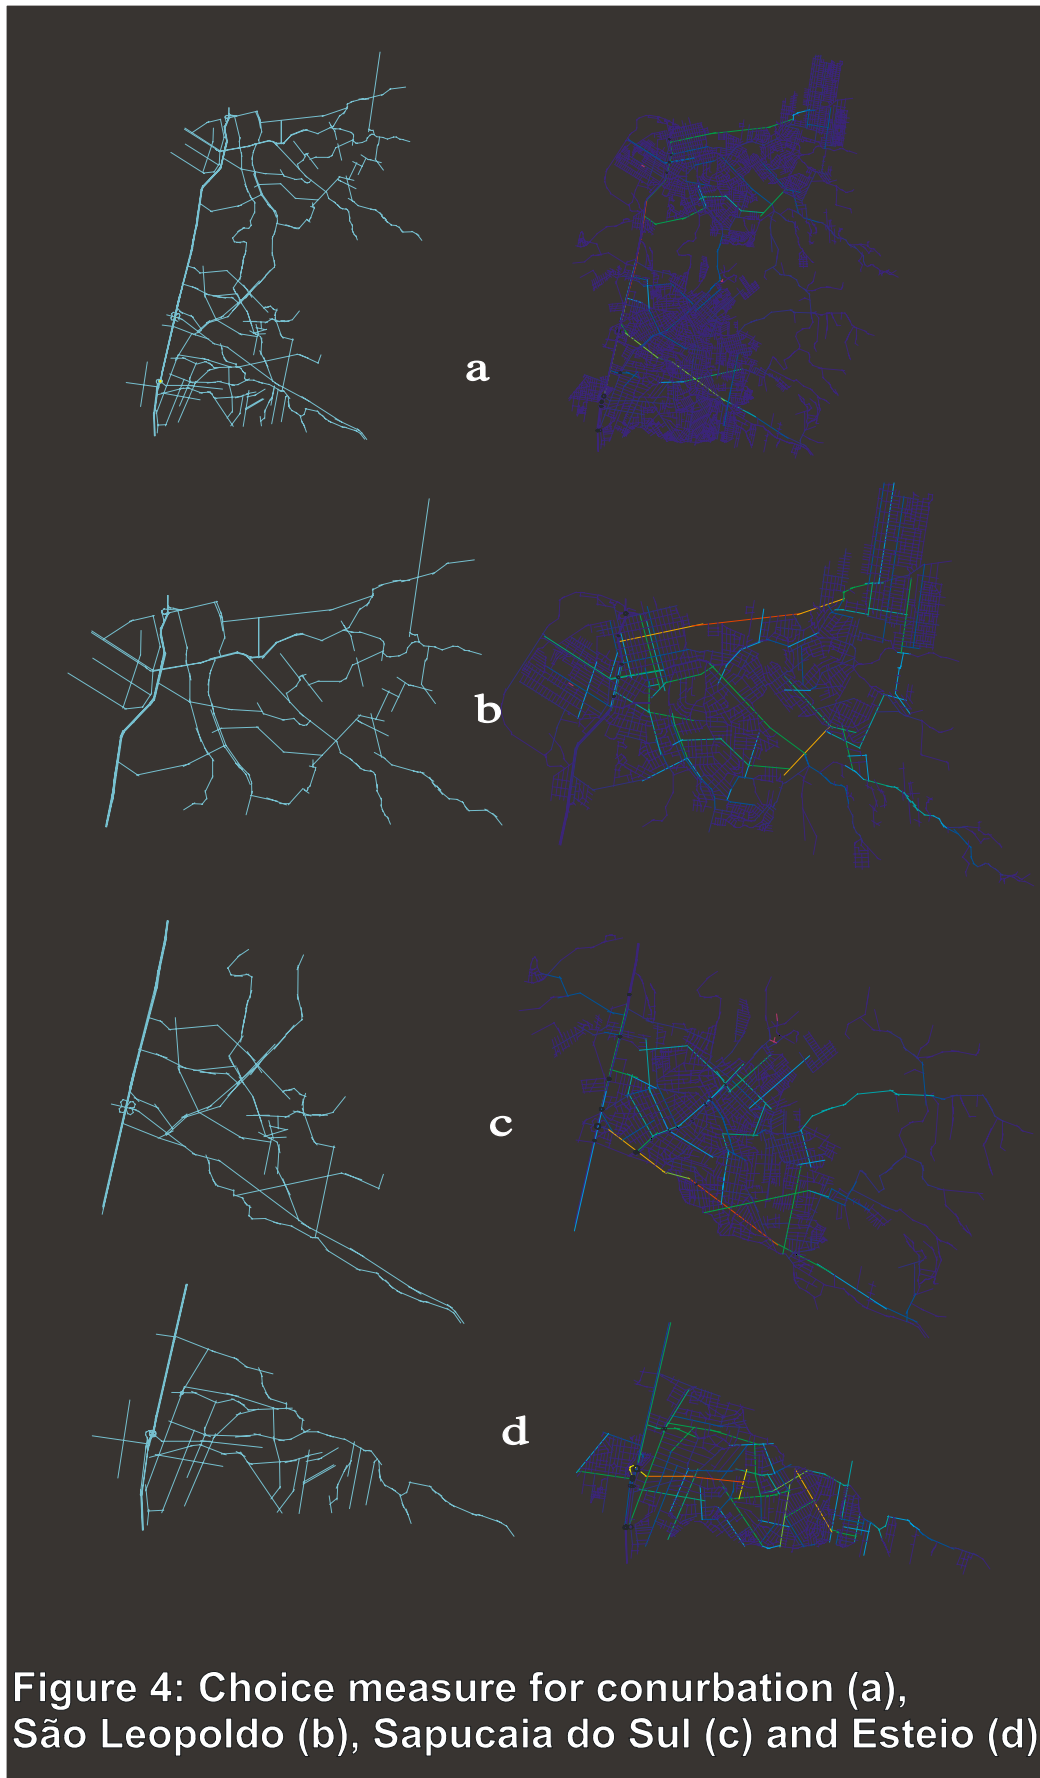 a
b
c
d
Figure 4: Choice measure for conurbation (a),
São Leopoldo (b), Sapucaia do Sul (c) and Esteio (d)